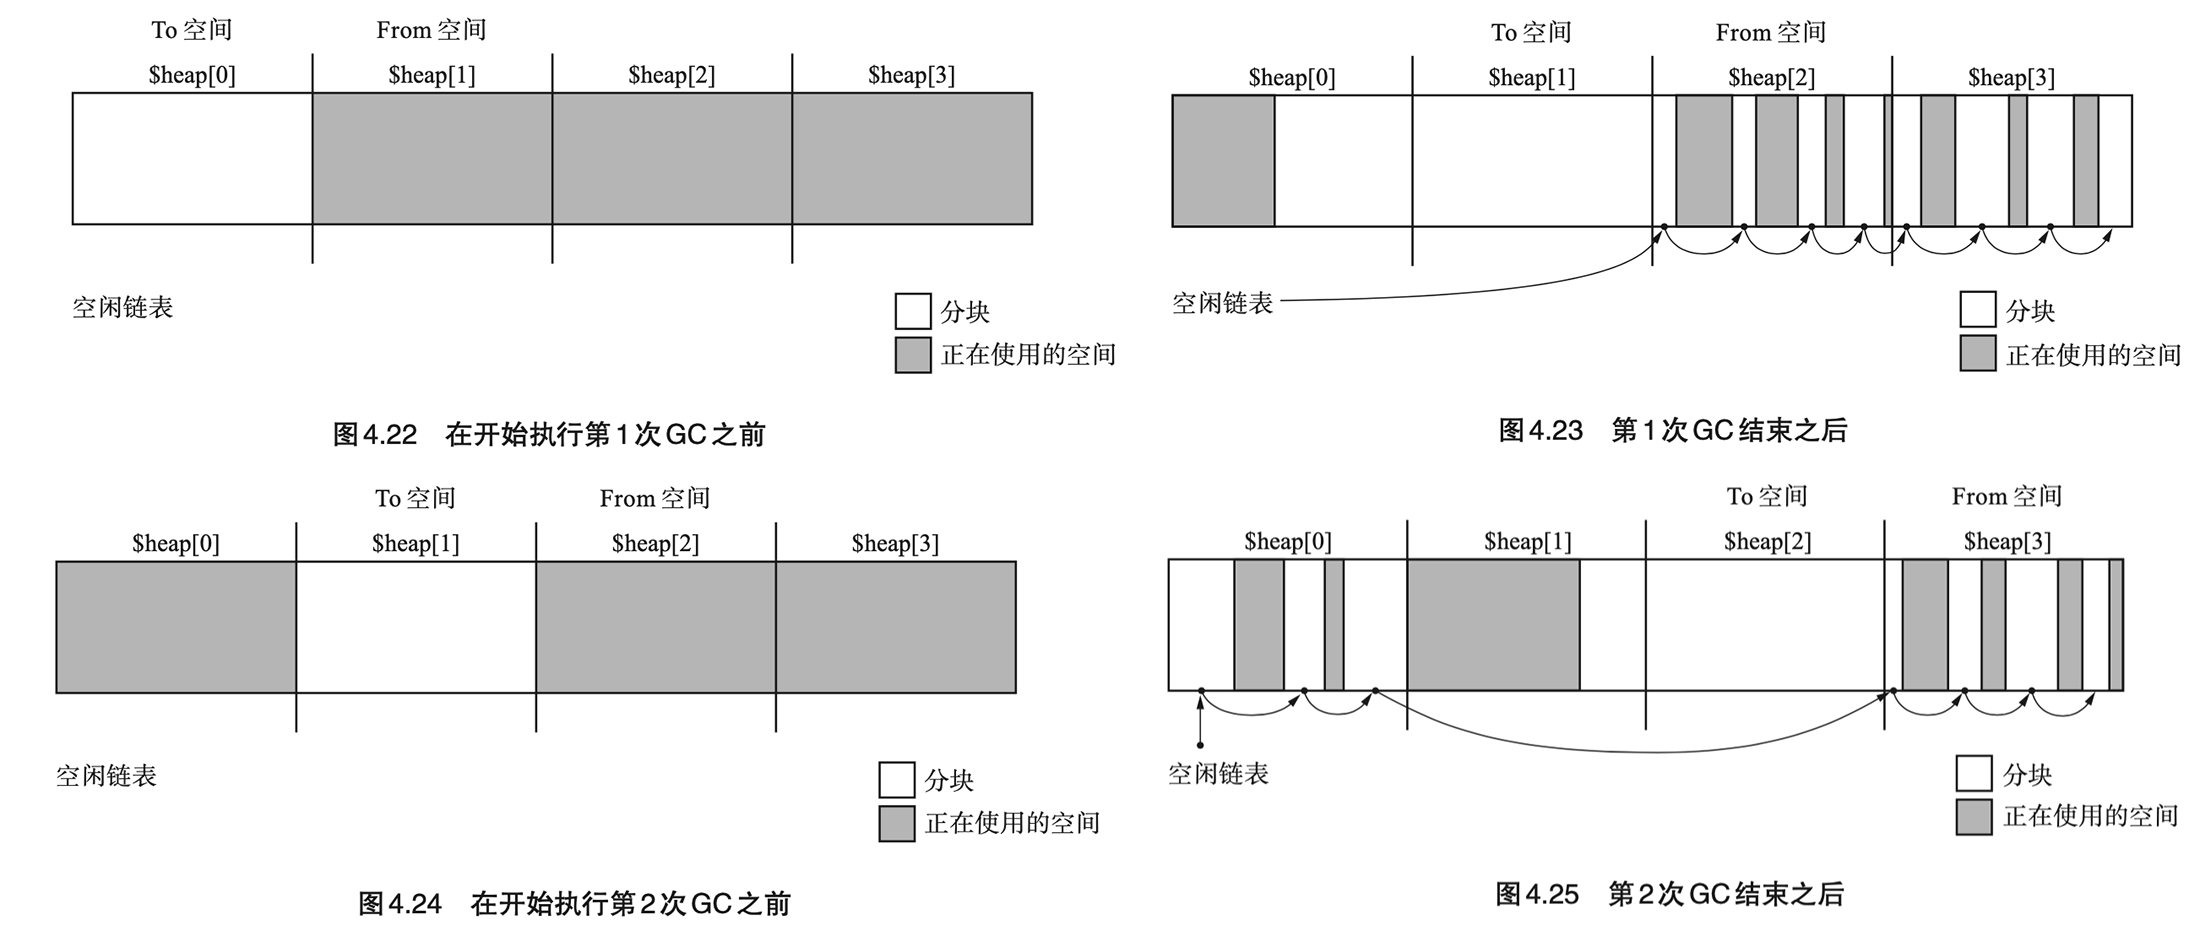 To 空间 From 空间
$heap[0] $heap[1] $heap[2] $heap[3]
空闲链表
分块
正在使用的空间
图4.22 在开始执行第1次GC之前
To 空间 From 空间
$heap[0] $heap[1] $heap[2] $heap[3]
空闲链表
分块
正在使用的空间
图4.23 第1次GC结束之后
To 空间 From 空间
$heap[0] $heap[1] $heap[2] $heap[3]
空闲链表
分块
正在使用的空间
图4.24 在开始执行第2次GC之前
To 空间 From 空间
$heap[0] $heap[1] $heap[2] $heap[3]
空闲链表
分块
正在使用的空间
图4.25 第2次GC结束之后